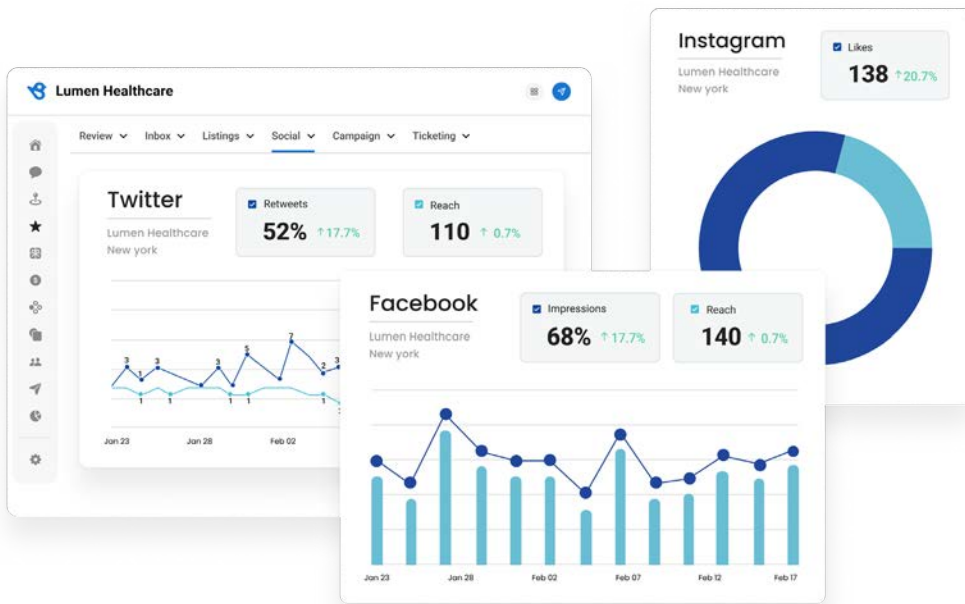 Lumen Healthcare
Review
Inbox
Listings
Social
Campaign
Ticketing
Twitter
Lumen Healthcare
New york
Retweets
52% ↑17.7%
Reach
110 ↑ 0.7%
3
1
3
3
5
7
2
3
1
1
1
1
1
Jan 23
Jan 28
Feb 02
Facebook
Lumen Healthcare
New york
Impressions
68% ↑17.7%
Reach
140 ↑ 0.7%
Jan 23
Jan 28
Feb 02
Feb 07
Feb 12
Feb 17
Instagram
Lumen Healthcare
New york
Likes
138 ↑20.7%